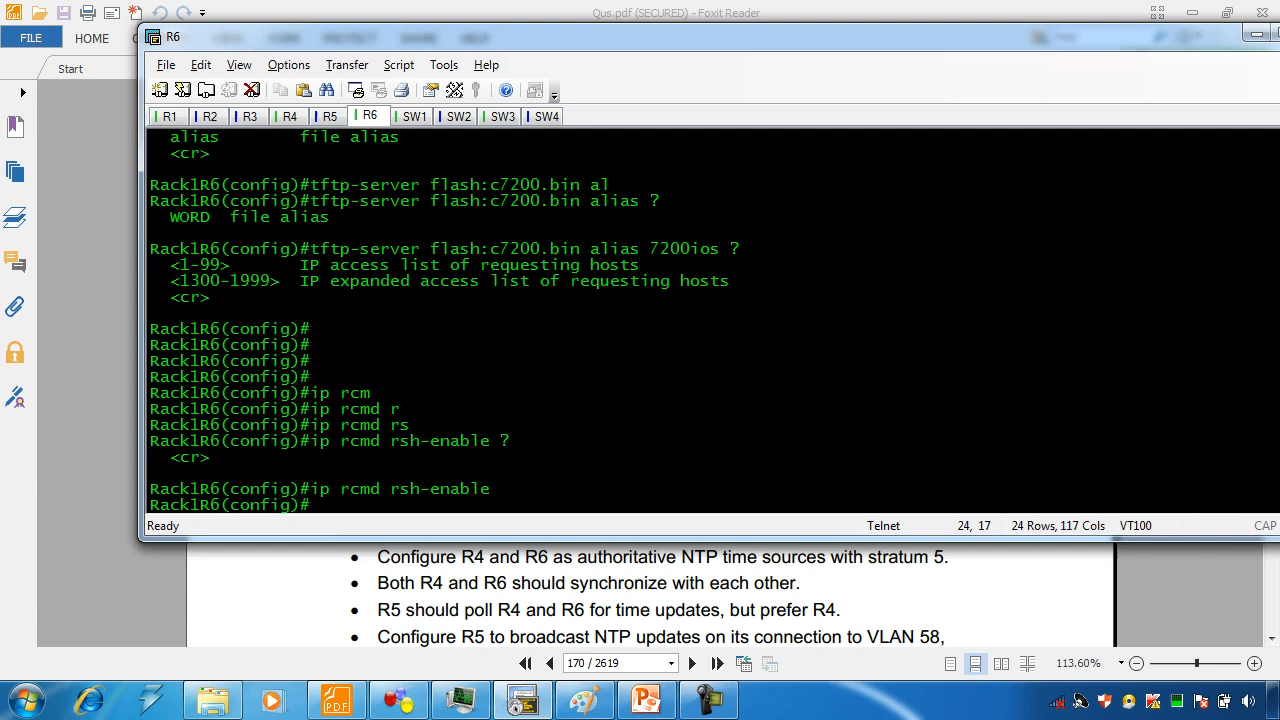 Qus.pdf (SECURED) - Foxit Reader
FILE
HOME
Start
R6
File Edit View Options Transfer Script Tools Help
R1 R2 R3 R4 R5 R6 SW1 SW2 SW3 SW4
alias file alias
<cr>
Rack1R6(config)#tftp-server flash:c7200.bin al
Rack1R6(config)#tftp-server flash:c7200.bin alias ?
WORD file alias
Rack1R6(config)#tftp-server flash:c7200.bin alias 7200ios ?
<1-99> IP access list of requesting hosts
<1300-1999> IP expanded access list of requesting hosts
<cr>
Rack1R6(config)#
Rack1R6(config)#
Rack1R6(config)#
Rack1R6(config)#
Rack1R6(config)#ip rcm
Rack1R6(config)#ip rcmd r
Rack1R6(config)#ip rcmd rs
Rack1R6(config)#ip rcmd rsh-enable ?
<cr>
Rack1R6(config)#ip rcmd rsh-enable
Rack1R6(config)#
Ready Telnet 24, 17 24 Rows, 117 Cols VT100 CAP
• Configure R4 and R6 as authoritative NTP time sources with stratum 5.
• Both R4 and R6 should synchronize with each other.
• R5 should poll R4 and R6 for time updates, but prefer R4.
• Configure R5 to broadcast NTP updates on its connection to VLAN 58,
170 / 2619 113.60%
PDF